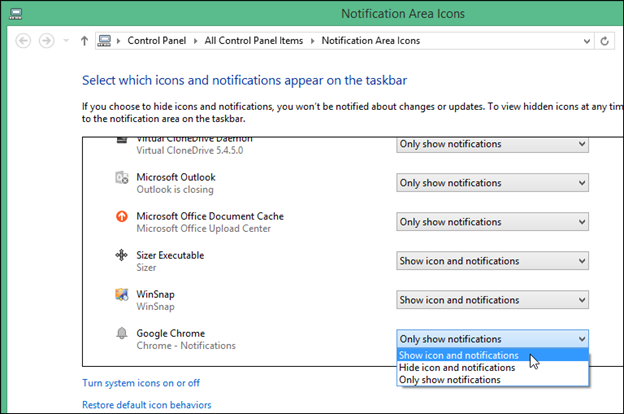 Notification Area Icons
Control Panel
All Control Panel Items
Notification Area Icons
Select which icons and notifications appear on the taskbar
If you choose to hide icons and notifications, you won't be notified about changes or updates. To view hidden icons at any tim
to the notification area on the taskbar.
Virtual CloneDrive Daemon
Only show notifications
Virtual CloneDrive 5.4.5.0
Microsoft Outlook
Only show notifications
Outlook is closing
Microsoft Office Document Cache
Only show notifications
Microsoft Office Upload Center
Sizer Executable
Show icon and notifications
Sizer
WinSnap
Show icon and notifications
WinSnap
Google Chrome
Only show notifications
Chrome - Notifications
Show icon and notifications
Hide icon and notifications
Only show notifications
Turn system icons on or off
Restore default icon behaviors